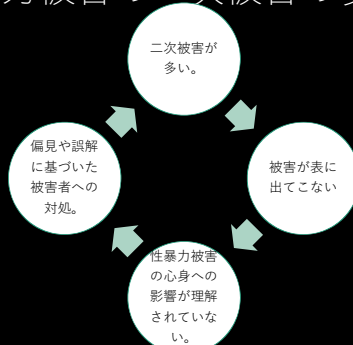 二次被害が
多い。
被害が表に
出てこない
性暴力被害
の心身への
影響が理解
されていな
い。
偏見や誤解
に基づいた
被害者への
対処。